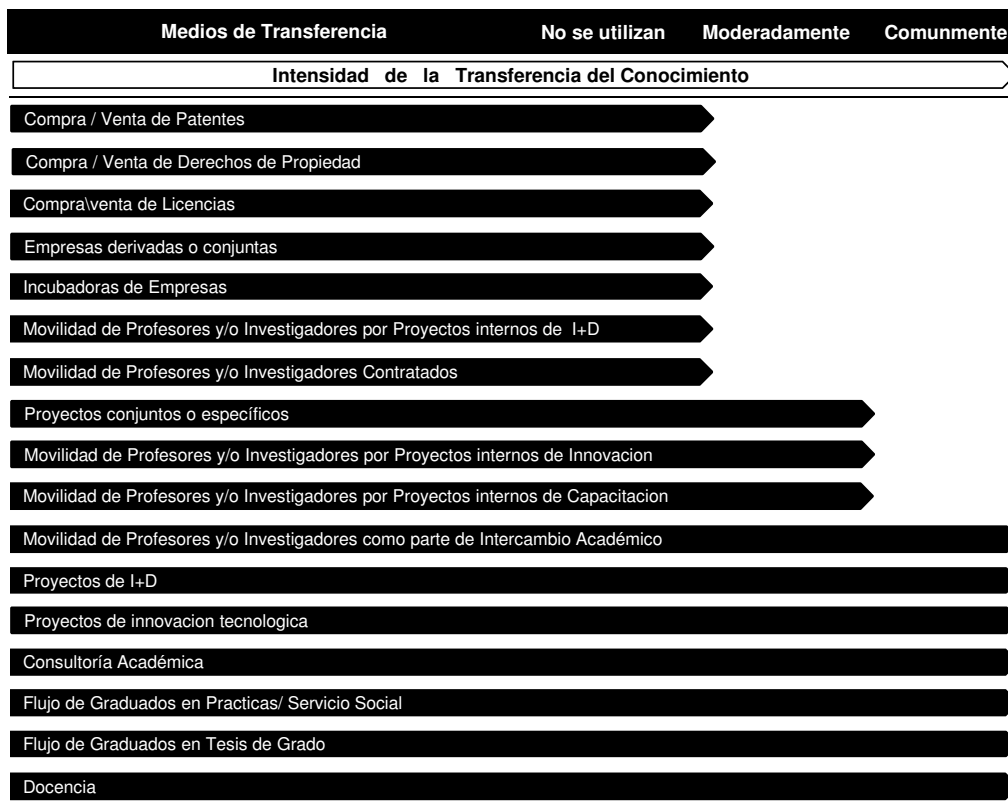 Medios de Transferencia No se utilizan Moderadamente Comunmente
Intensidad de la Transferencia del Conocimiento
Compra / Venta de Patentes
Compra / Venta de Derechos de Propiedad
Compra\venta de Licencias
Empresas derivadas o conjuntas
Incubadoras de Empresas
Movilidad de Profesores y/o Investigadores por Proyectos internos de I+D
Movilidad de Profesores y/o Investigadores Contratados
Proyectos conjuntos o específicos
Movilidad de Profesores y/o Investigadores por Proyectos internos de Innovacion
Movilidad de Profesores y/o Investigadores por Proyectos internos de Capacitacion
Movilidad de Profesores y/o Investigadores como parte de Intercambio Académico
Proyectos de I+D
Proyectos de innovacion tecnologica
Consultoría Académica
Flujo de Graduados en Practicas/ Servicio Social
Flujo de Graduados en Tesis de Grado
Docencia